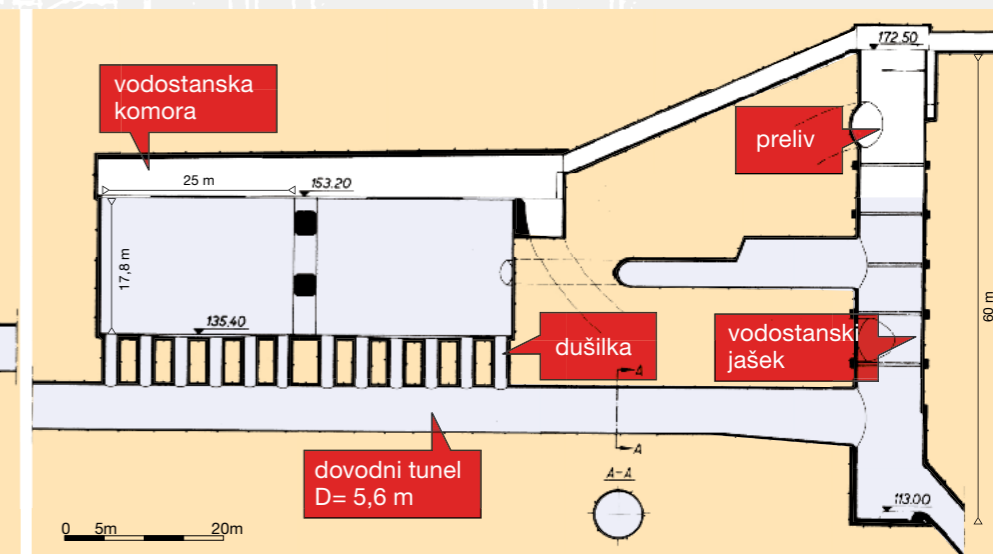 172.50
vodostanska
komora
preliv
25 m
153.20
17,8 m
135.40
60 m
vodostanski
jašek
dušilka
A
A
dovodni tunel
D= 5,6 m
A-A
113.00
0 5m 20m